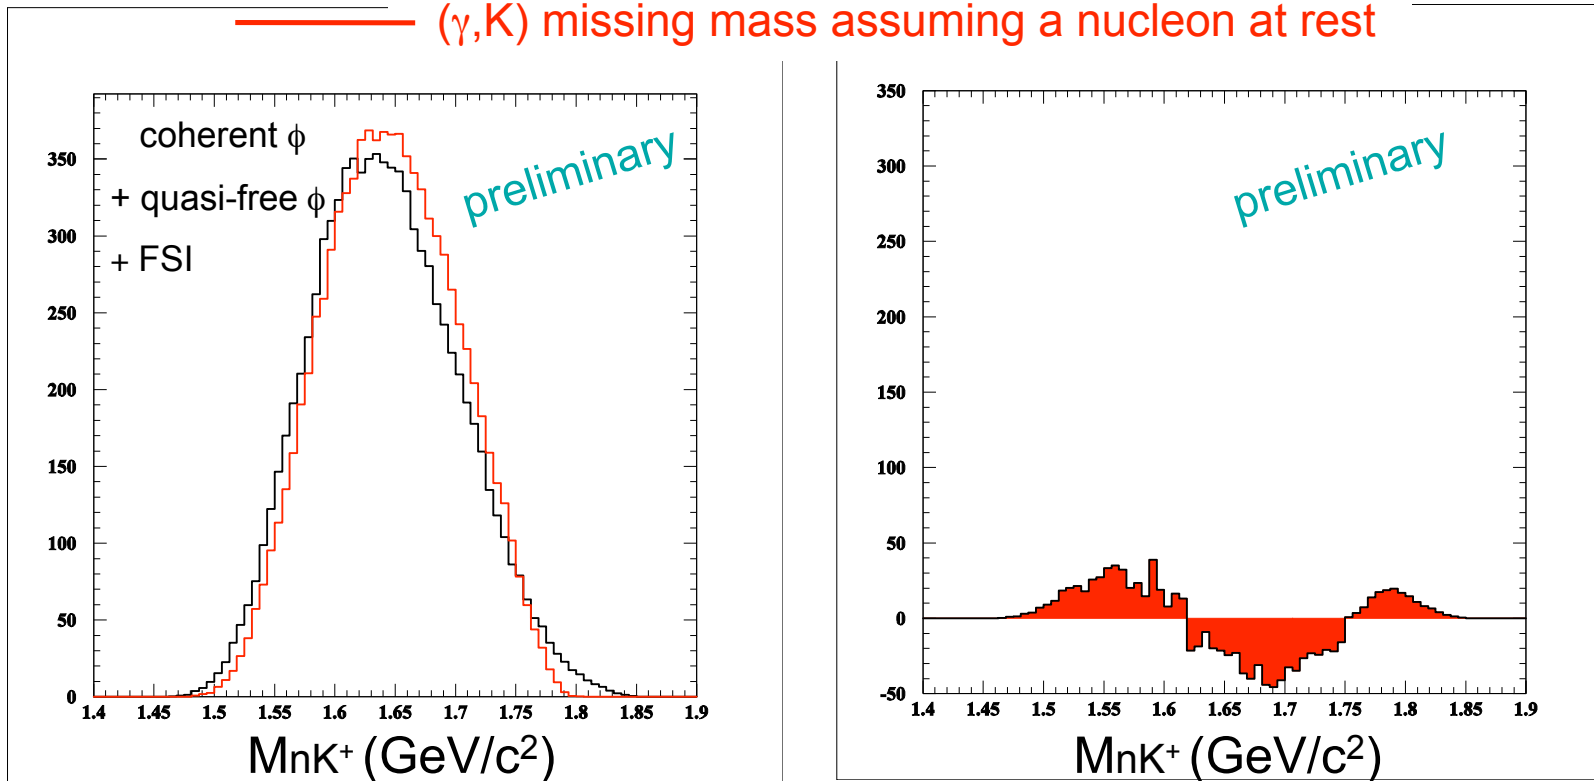 (γ,K) missing mass assuming a nucleon at rest
coherent ϕ
+ quasi-free ϕ
+ FSI
preliminary
350
300
250
200
150
100
50
0
1.4 1.45 1.5 1.55 1.6 1.65 1.7 1.75 1.8 1.85 1.9
MnK⁺ (GeV/c²)
preliminary
350
300
250
200
150
100
50
0
-50
1.4 1.45 1.5 1.55 1.6 1.65 1.7 1.75 1.8 1.85 1.9
MnK⁺ (GeV/c²)